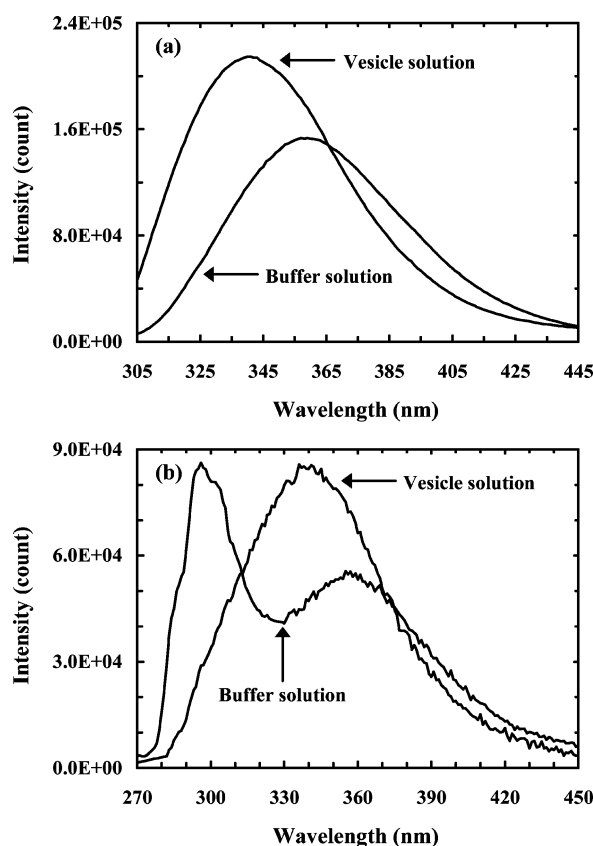 2.4E+05
(a)
Vesicle solution
1.6E+05
Intensity (count)
8.0E+04
Buffer solution
0.0E+00
305 325 345 365 385 405 425 445
Wavelength (nm)
9.0E+04
(b)
Vesicle solution
6.0E+04
Intensity (count)
3.0E+04
Buffer solution
0.0E+00
270 300 330 360 390 420 450
Wavelength (nm)